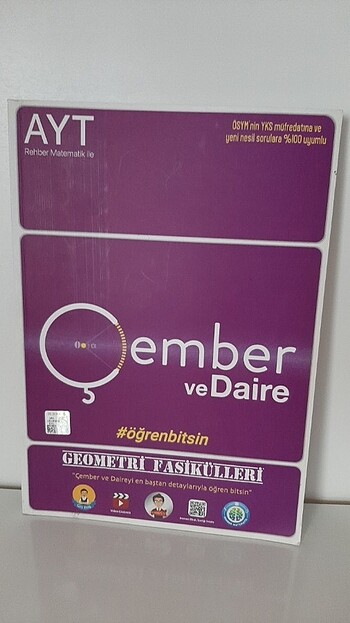 AYT
Rehber Matematik ile
ÖSYM'nin YKS müfredatına ve
yeni nesil sorulara %100 uyumlu
Çember
ve Daire
#öğrenbitsin
GEOMETRİ FASİKÜLLERİ
"Çember ve Daireyi en baştan detaylarıyla öğren bitsin"